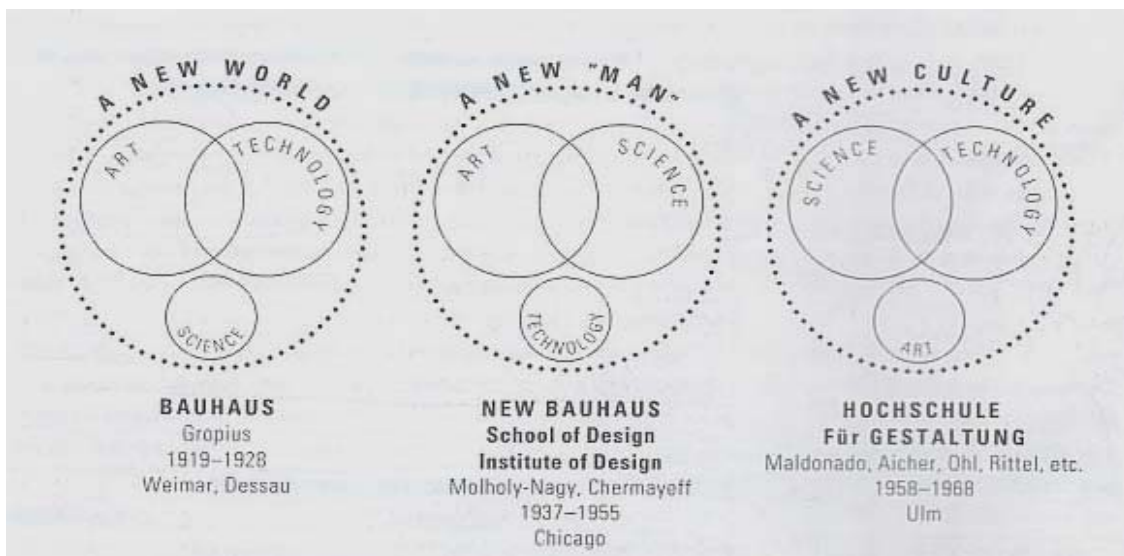 A NEW WORLD
ART
TECHNOLOGY
SCIENCE
BAUHAUS
Gropius
1919–1928
Weimar, Dessau
A NEW "MAN"
ART
SCIENCE
TECHNOLOGY
NEW BAUHAUS
School of Design
Institute of Design
Molholy-Nagy, Chermayeff
1937–1955
Chicago
A NEW CULTURE
SCIENCE
TECHNOLOGY
ART
HOCHSCHULE
Für GESTALTUNG
Maldonado, Aicher, Ohl, Rittel, etc.
1958–1968
Ulm